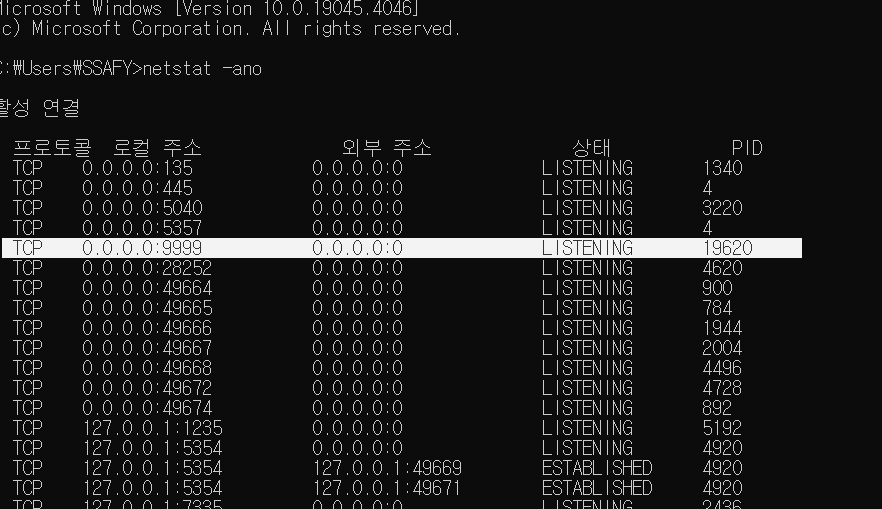 Microsoft Windows [Version 10.0.19045.4046]
(c) Microsoft Corporation. All rights reserved.
C:\Users\SSAFY>netstat -ano
활성 연결
프로토콜 로컬 주소 외부 주소 상태 PID
TCP 0.0.0.0:135 0.0.0.0:0 LISTENING 1340
TCP 0.0.0.0:445 0.0.0.0:0 LISTENING 4
TCP 0.0.0.0:5040 0.0.0.0:0 LISTENING 3220
TCP 0.0.0.0:5357 0.0.0.0:0 LISTENING 4
TCP 0.0.0.0:9999 0.0.0.0:0 LISTENING 19620
TCP 0.0.0.0:28252 0.0.0.0:0 LISTENING 4620
TCP 0.0.0.0:49664 0.0.0.0:0 LISTENING 900
TCP 0.0.0.0:49665 0.0.0.0:0 LISTENING 784
TCP 0.0.0.0:49666 0.0.0.0:0 LISTENING 1944
TCP 0.0.0.0:49667 0.0.0.0:0 LISTENING 2004
TCP 0.0.0.0:49668 0.0.0.0:0 LISTENING 4496
TCP 0.0.0.0:49672 0.0.0.0:0 LISTENING 4728
TCP 0.0.0.0:49674 0.0.0.0:0 LISTENING 892
TCP 127.0.0.1:1235 0.0.0.0:0 LISTENING 5192
TCP 127.0.0.1:5354 0.0.0.0:0 LISTENING 4920
TCP 127.0.0.1:5354 127.0.0.1:49669 ESTABLISHED 4920
TCP 127.0.0.1:5354 127.0.0.1:49671 ESTABLISHED 4920
TCP 127.0.0.1:7335 0.0.0.0:0 LISTENING 2436